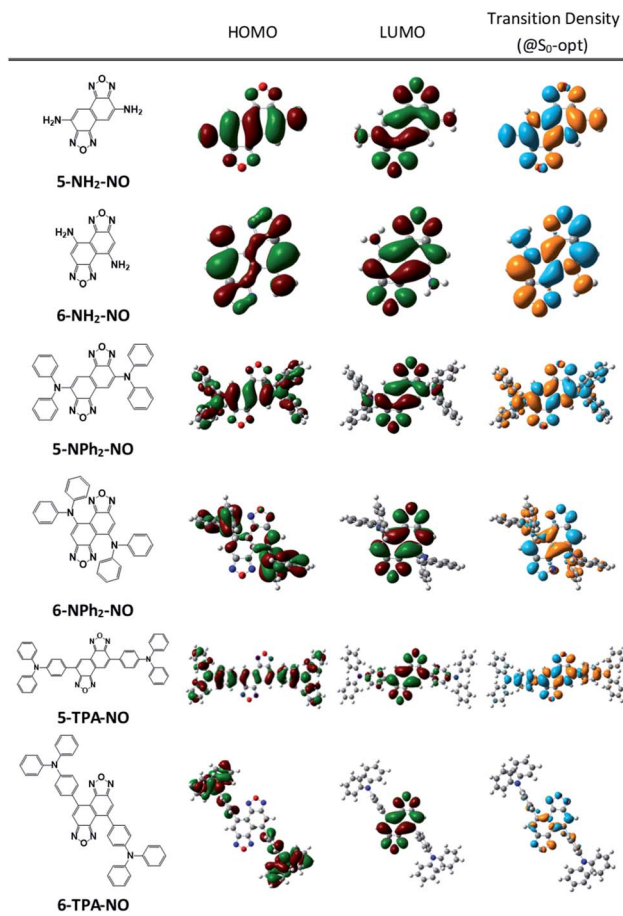 HOMO LUMO Transition Density
(@S₀-opt)
N O N
H₂N NH₂
N O N
5-NH₂-NO
N O N
H₂N
NH₂
N O N
6-NH₂-NO
N O N
N N
N O N
5-NPh₂-NO
N O N
N
N
N O N
6-NPh₂-NO
N O N
N N
N O N
5-TPA-NO
N
N O N
N O N
N
6-TPA-NO